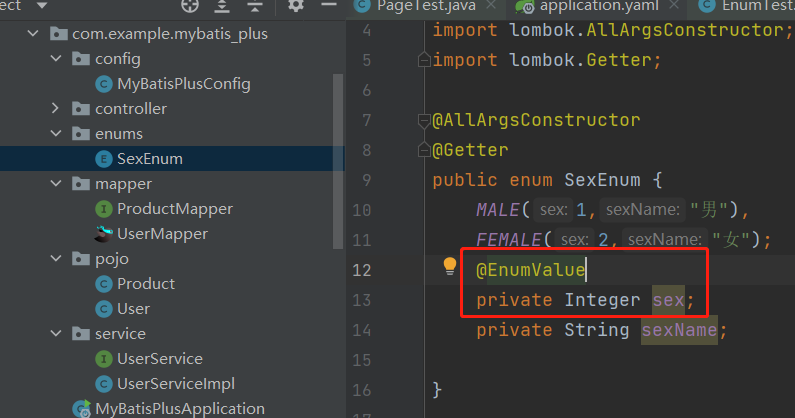 ect
com.example.mybatis_plus
config
MyBatisPlusConfig
controller
enums
SexEnum
mapper
ProductMapper
UserMapper
pojo
Product
User
service
UserService
UserServiceImpl
MyBatisPlusApplication
PageTest.java
application.yaml
EnumTest.
4 import lombok.AllArgsConstructor;
5 import lombok.Getter;
6
7 @AllArgsConstructor
8 @Getter
9 public enum SexEnum {
10 MALE( sex: 1, sexName: "男"),
11 FEMALE( sex: 2, sexName: "女");
12 @EnumValue
13 private Integer sex;
14 private String sexName;
15
16 }
17